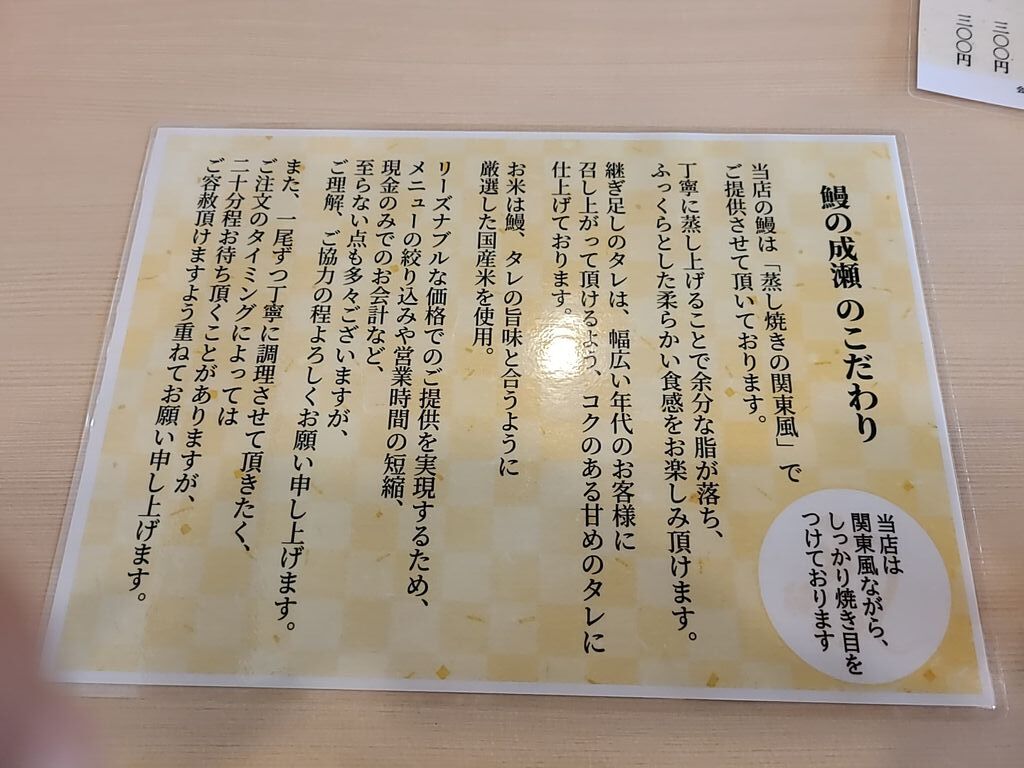 鰻の成瀬 のこだわり
当店の鰻は「蒸し焼きの関東風」で
ご提供させて頂いております。
丁寧に蒸し上げることで余分な脂が落ち、
ふっくらとした柔らかい食感をお楽しみ頂けます。
継ぎ足しのタレは、幅広い年代のお客様に
召し上がって頂けるよう、コクのある甘めのタレに
仕上げております。
お米は鰻、タレの旨味と合うように
厳選した国産米を使用。
リーズナブルな価格でのご提供を実現するため、
メニューの絞り込みや営業時間の短縮、
現金のみでのお会計など、
至らない点も多々ございますが、
ご理解、ご協力の程よろしくお願い申し上げます。
また、一尾ずつ丁寧に調理させて頂きたく、
ご注文のタイミングによっては
二十分程お待ち頂くことがありますが、
ご容赦頂けますよう重ねてお願い申し上げます。
当店は
関東風ながら、
しっかり焼き目を
つけております
三〇〇円
三〇〇円